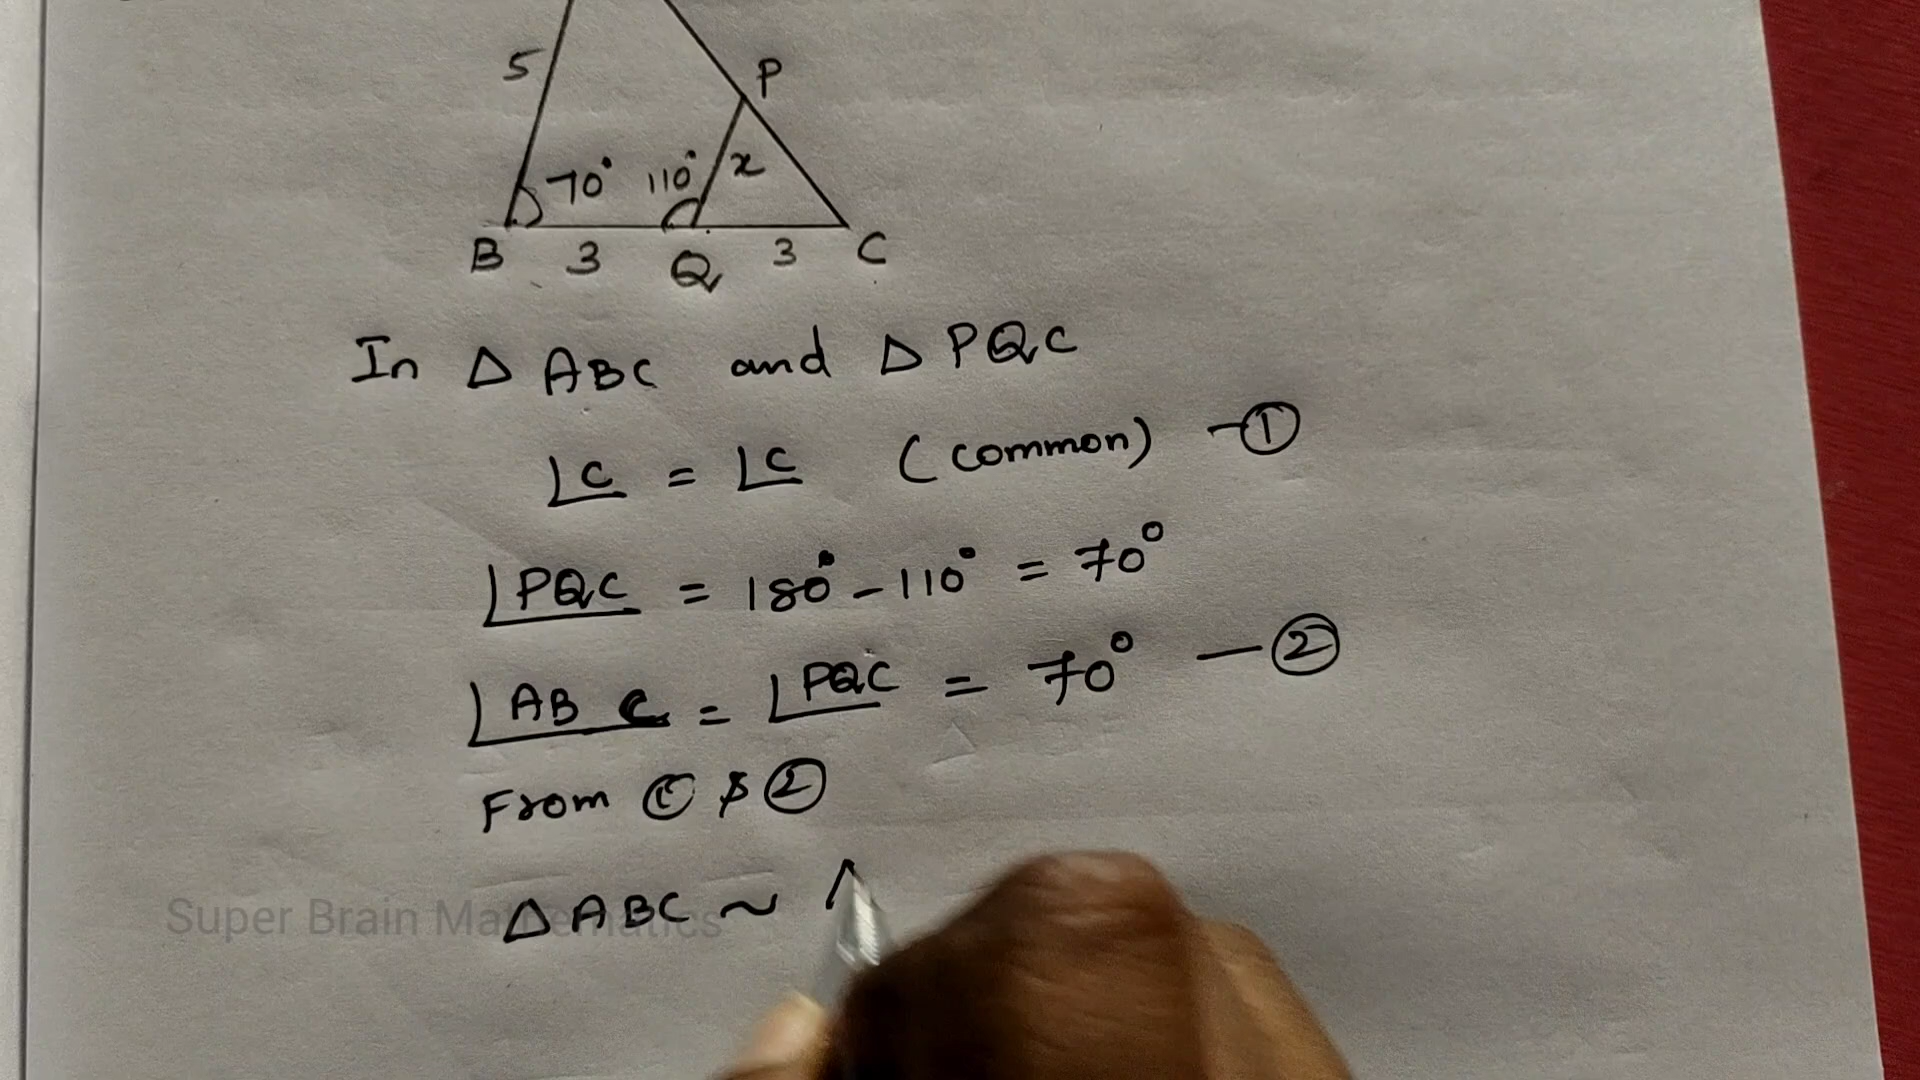 5
P
70° 110° x
B 3 Q 3 C
In Δ ABC and Δ PQC
∠C = ∠C (common) - ①
∠PQC = 180° - 110° = 70°
∠ABC = ∠PQC = 70° — ②
From ① & ②
Δ ABC ~
Super Brain Mathematics